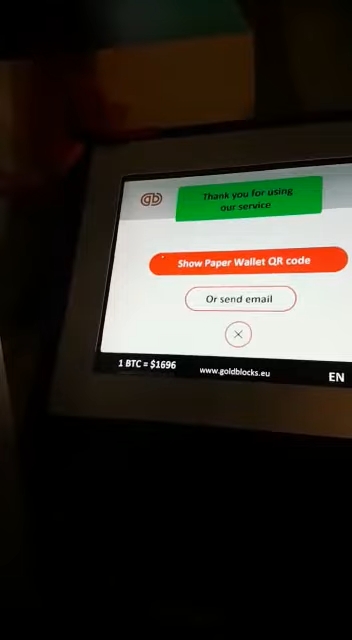 gb
Thank you for using
our service
Show Paper Wallet QR code
Or send email
1 BTC = $1696
www.goldblocks.eu
EN